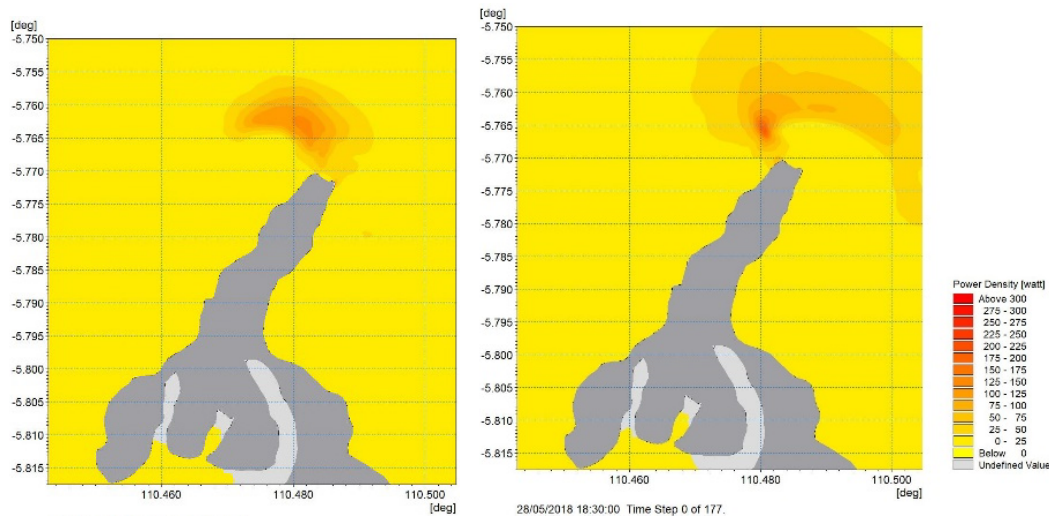 [deg]
-5.750
-5.755
-5.760
-5.765
-5.770
-5.775
-5.780
-5.785
-5.790
-5.795
-5.800
-5.805
-5.810
-5.815
110.460
110.480
110.500
[deg]
[deg]
-5.750
-5.755
-5.760
-5.765
-5.770
-5.775
-5.780
-5.785
-5.790
-5.795
-5.800
-5.805
-5.810
-5.815
110.460
110.480
110.500
[deg]
28/05/2018 18:30:00 Time Step 0 of 177.
Power Density [watt]
Above 300
275 - 300
250 - 275
225 - 250
200 - 225
175 - 200
150 - 175
125 - 150
100 - 125
75 - 100
50 - 75
25 - 50
0 - 25
Below 0
Undefined Value